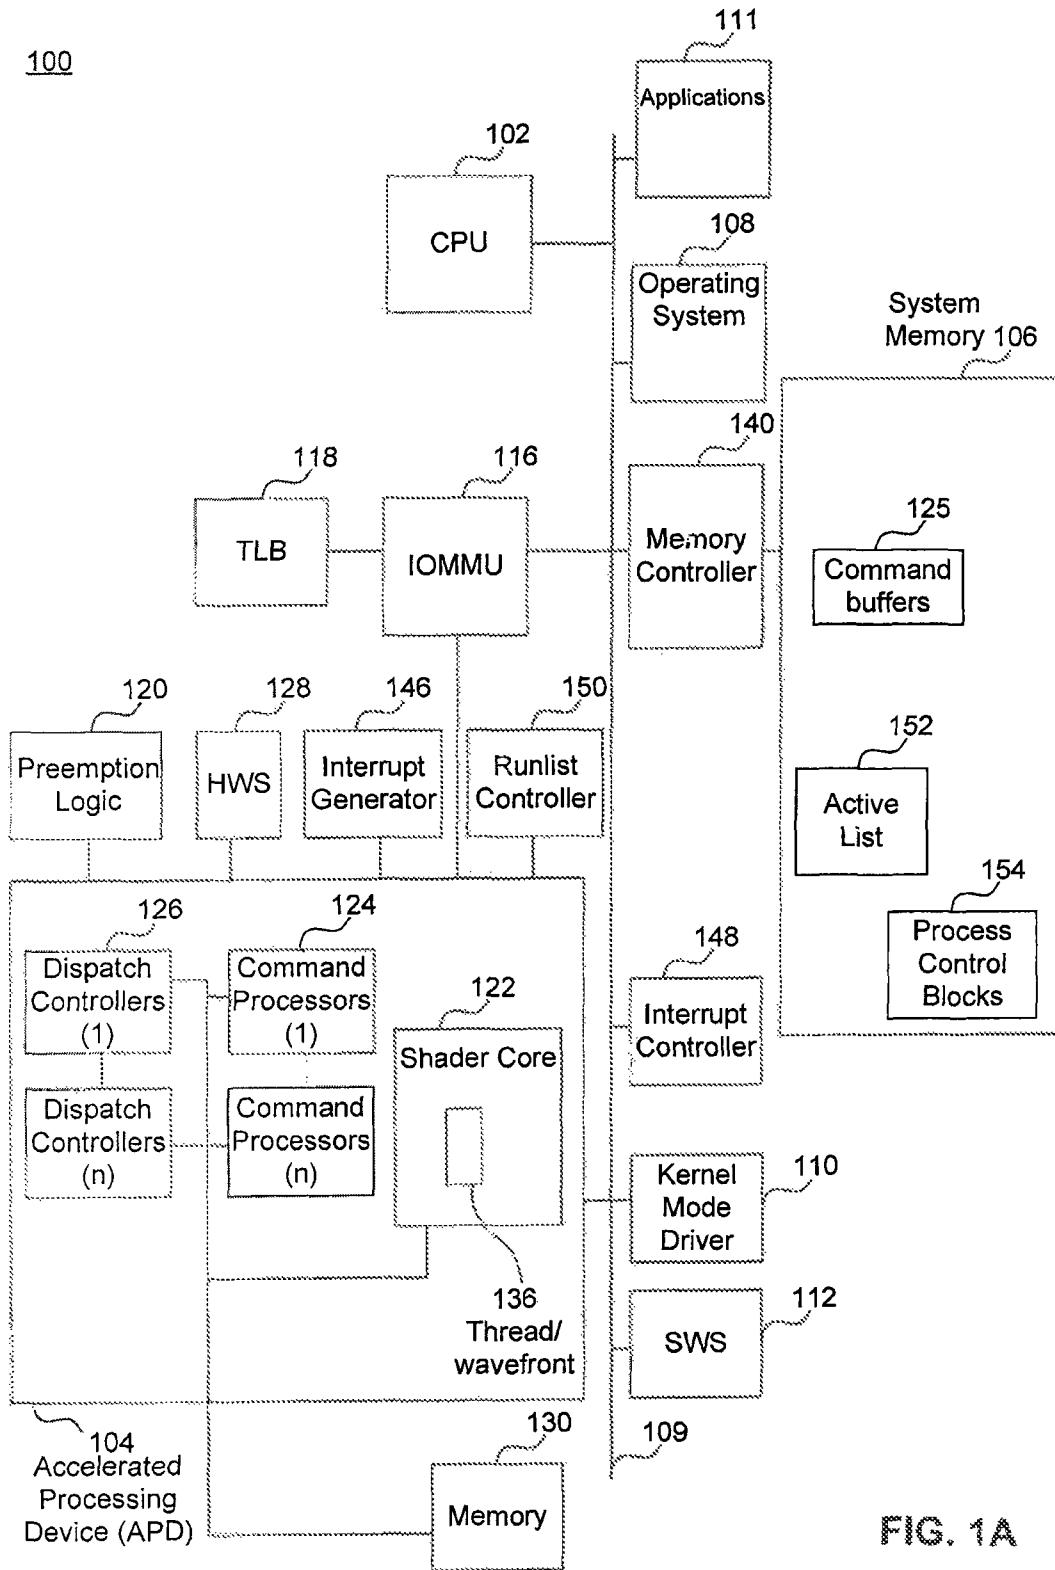 100
111
Applications
102
CPU
108
Operating
System
System
Memory 106
140
Memory
Controller
118
TLB
116
IOMMU
125
Command
buffers
120
Preemption
Logic
128
HWS
146
Interrupt
Generator
150
Runlist
Controller
152
Active
List
154
Process
Control
Blocks
126
Dispatch
Controllers
(1)
124
Command
Processors
(1)
122
Shader Core
148
Interrupt
Controller
Dispatch
Controllers
(n)
Command
Processors
(n)
136
Thread/
wavefront
110
Kernel
Mode
Driver
112
SWS
104
Accelerated
Processing
Device (APD)
130
Memory
109
FIG. 1A